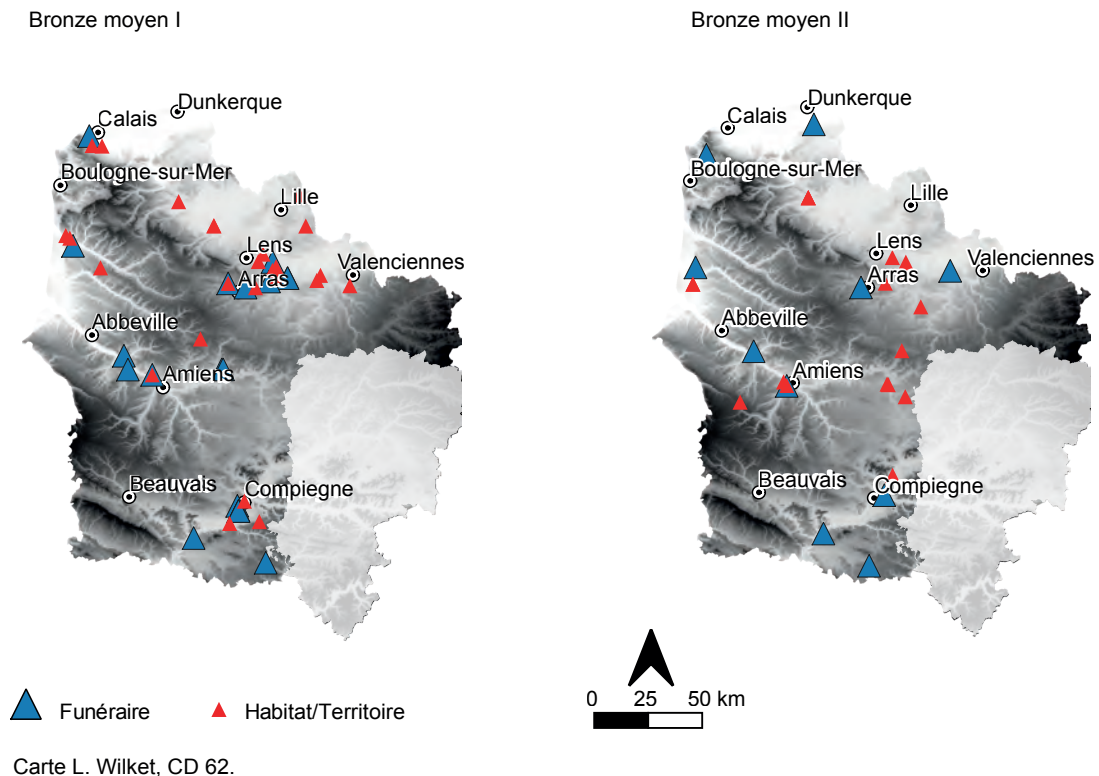 Bronze moyen I
Bronze moyen II
Dunkerque
Calais
Boulogne-sur-Mer
Lille
Lens
Valenciennes
Arras
Abbeville
Amiens
Beauvais
Compiegne
Dunkerque
Calais
Boulogne-sur-Mer
Lille
Lens
Valenciennes
Arras
Abbeville
Amiens
Beauvais
Compiegne
0 25 50 km
Funéraire
Habitat/Territoire
Carte L. Wilket, CD 62.